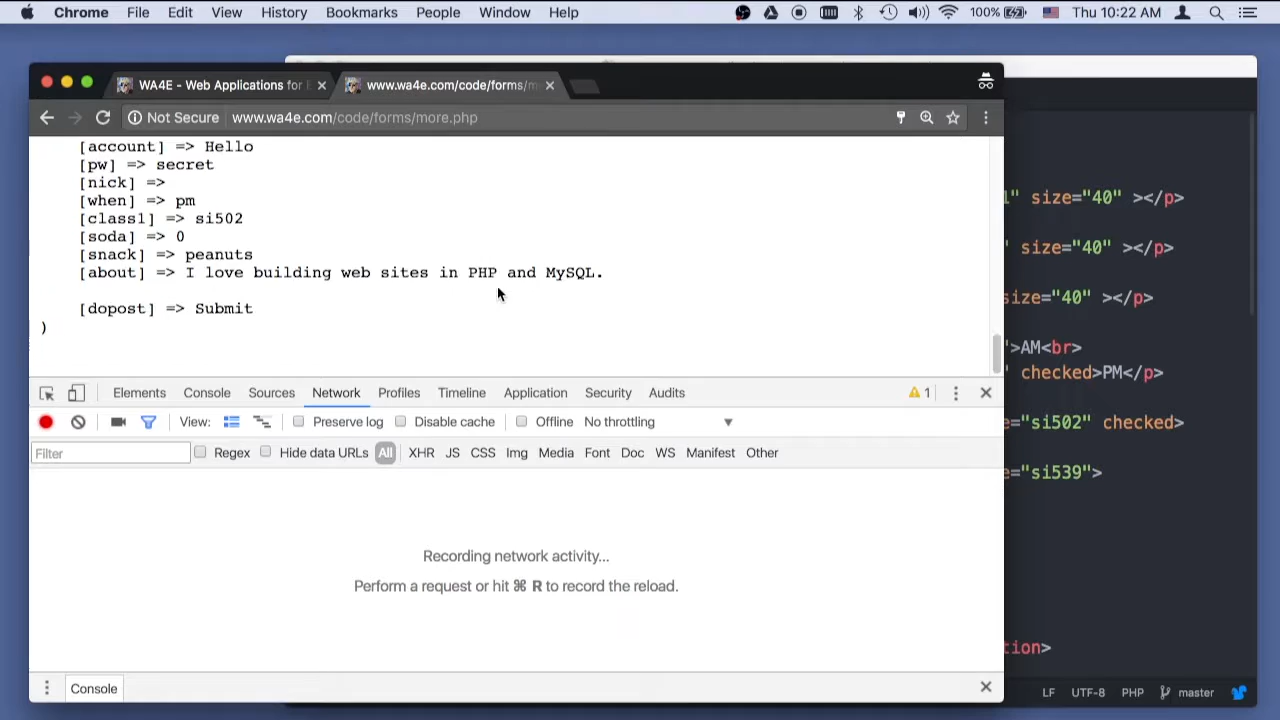 Chrome File Edit View History Bookmarks People Window Help 100% Thu 10:22 AM
WA4E - Web Applications for www.wa4e.com/code/forms/m
Not Secure www.wa4e.com/code/forms/more.php
[account] => Hello
[pw] => secret
[nick] =>
[when] => pm
[class1] => si502
[soda] => 0
[snack] => peanuts
[about] => I love building web sites in PHP and MySQL.
[dopost] => Submit
)
Elements Console Sources Network Profiles Timeline Application Security Audits 1
View: Preserve log Disable cache Offline No throttling
Filter Regex Hide data URLs All XHR JS CSS Img Media Font Doc WS Manifest Other
Recording network activity...
Perform a request or hit ⌘ R to record the reload.
Console
" size="40" ></p>
" size="40" ></p>
size="40" ></p>
">AM<br>
" checked>PM</p>
="si502" checked>
="si539">
tion>
LF UTF-8 PHP master